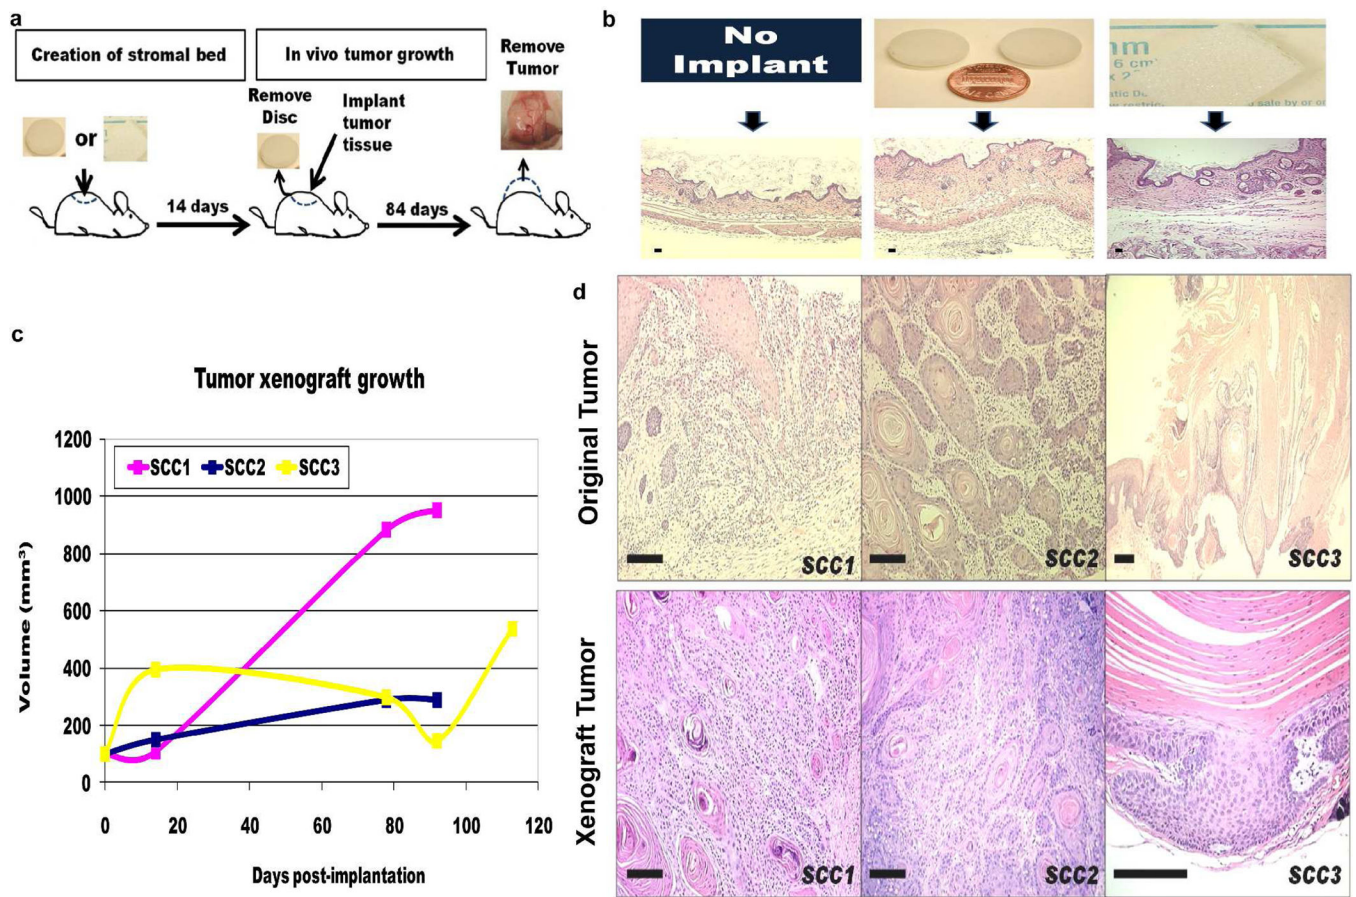 a
Creation of stromal bed
In vivo tumor growth
Remove
Tumor
Remove
Disc
Implant
tumor
tissue
or
14 days
84 days
b
No
Implant
c
Tumor xenograft growth
SCC1 SCC2 SCC3
1200
1000
800
600
400
200
0
Volume (mm³)
0 20 40 60 80 100 120
Days post-implantation
d
Original Tumor
SCC1
SCC2
SCC3
Xenograft Tumor
SCC1
SCC2
SCC3